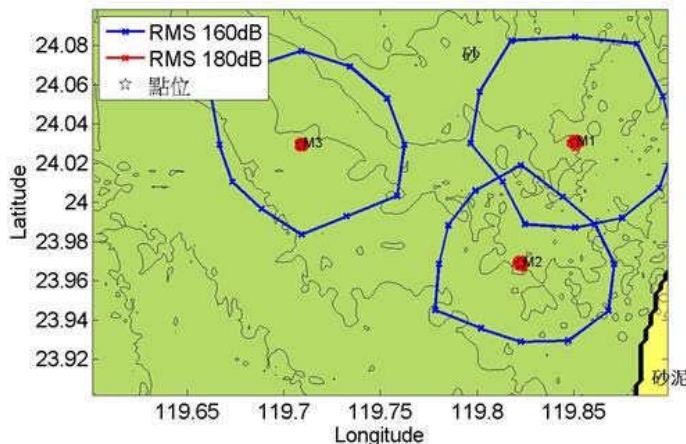 24.08
24.06
24.04
24.02
24
23.98
23.96
23.94
23.92
Latitude
RMS 160dB
RMS 180dB
點位
砂
M3
M1
M2
砂泥
119.65
119.7
119.75
119.8
119.85
Longitude